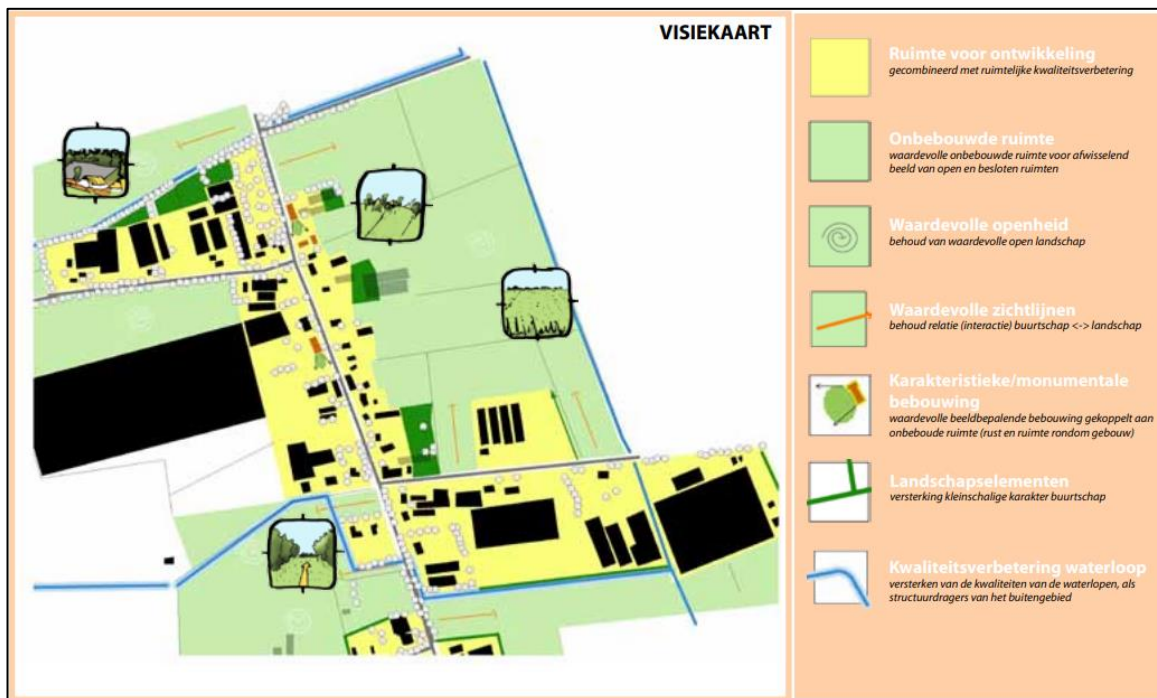 VISIEKAART
Ruimte voor ontwikkeling
gecombineerd met ruimtelijke kwaliteitsverbetering
Onbebouwde ruimte
waardevolle onbebouwde ruimte voor afwisselend
beeld van open en besloten ruimten
Waardevolle openheid
behoud van waardevolle open landschap
Waardevolle zichtlijnen
behoud relatie (interactie) buurtschap <-> landschap
Karakteristieke/monumentale
bebouwing
waardevolle beeldbepalende bebouwing gekoppelt aan
onbeboude ruimte (rust en ruimte rondom gebouw)
Landschapselementen
versterking kleinschalige karakter buurtschap
Kwaliteitsverbetering waterloop
versterken van de kwaliteiten van de waterlopen, als
structuurdragers van het buitengebied